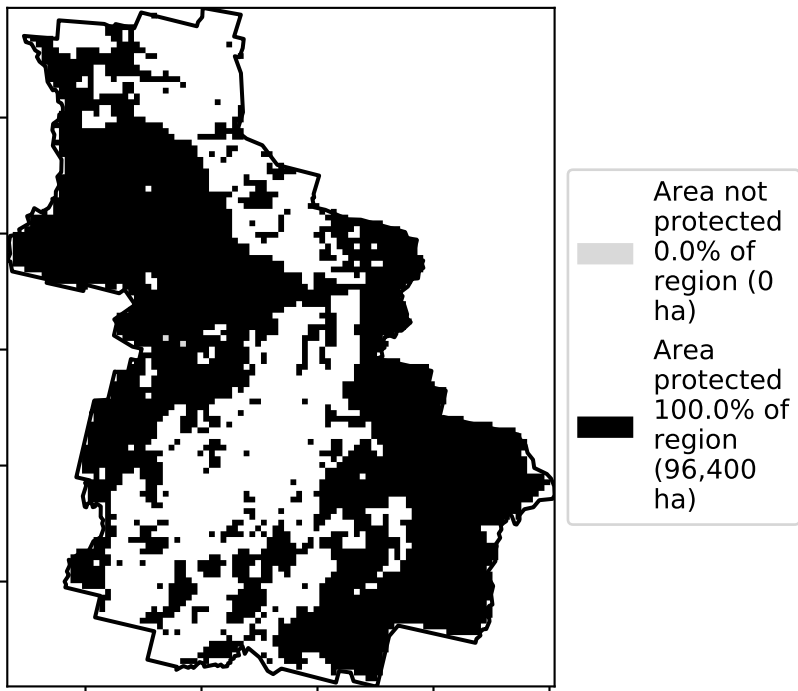 Area not
protected
0.0% of
region (0
ha)
Area
protected
100.0% of
region
(96,400
ha)